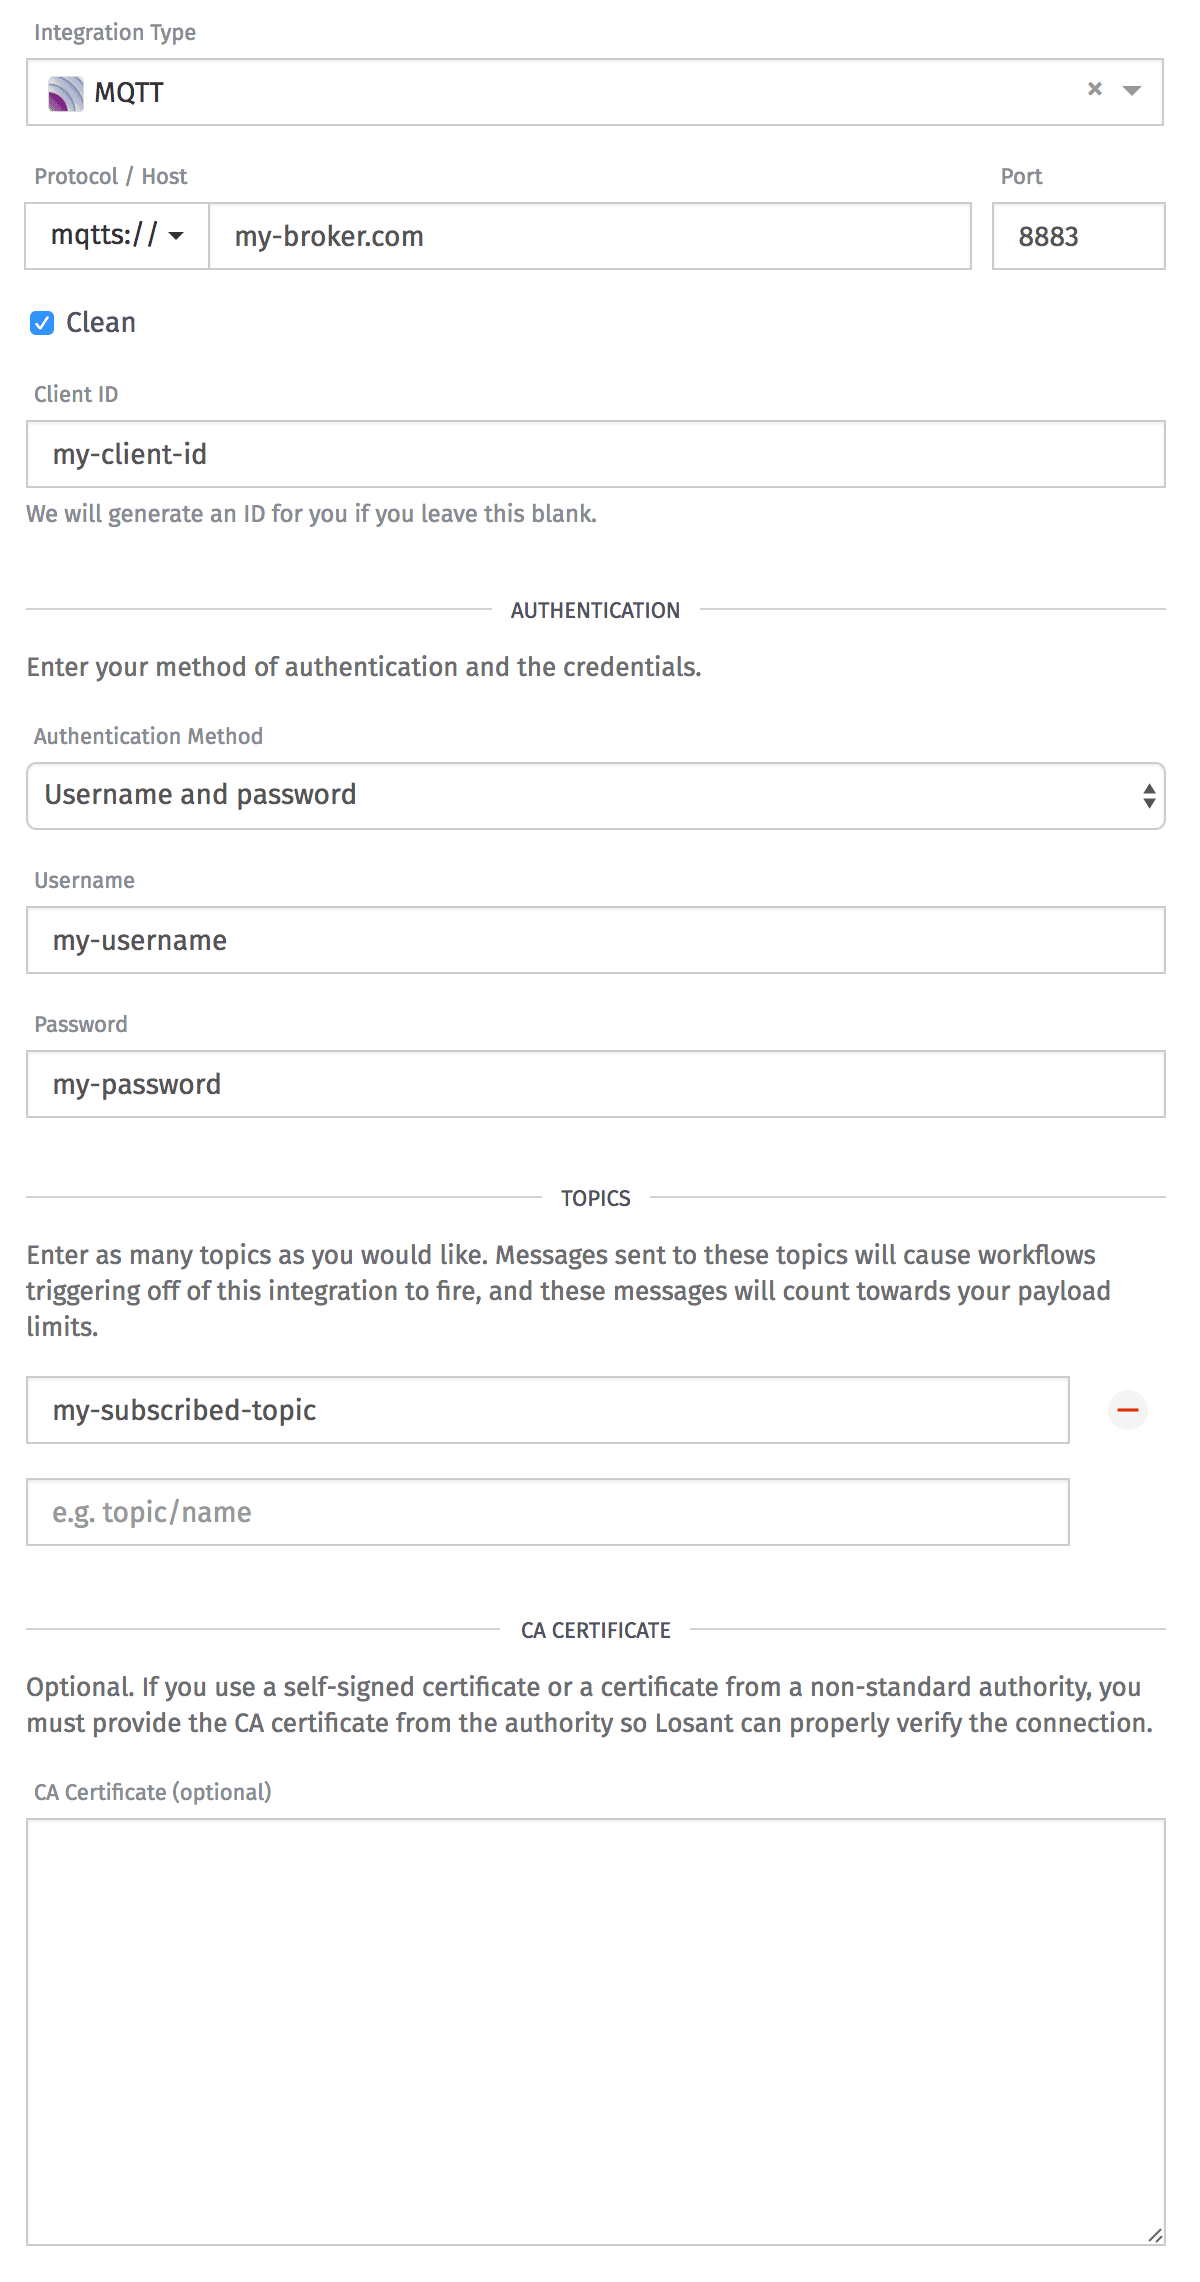 Integration Type
MQTT
Protocol / Host
Port
mqtts://
my-broker.com
8883
Clean
Client ID
my-client-id
We will generate an ID for you if you leave this blank.
AUTHENTICATION
Enter your method of authentication and the credentials.
Authentication Method
Username and password
Username
my-username
Password
my-password
TOPICS
Enter as many topics as you would like. Messages sent to these topics will cause workflows
triggering off of this integration to fire, and these messages will count towards your payload
limits.
my-subscribed-topic
e.g. topic/name
CA CERTIFICATE
Optional. If you use a self-signed certificate or a certificate from a non-standard authority, you
must provide the CA certificate from the authority so Losant can properly verify the connection.
CA Certificate (optional)